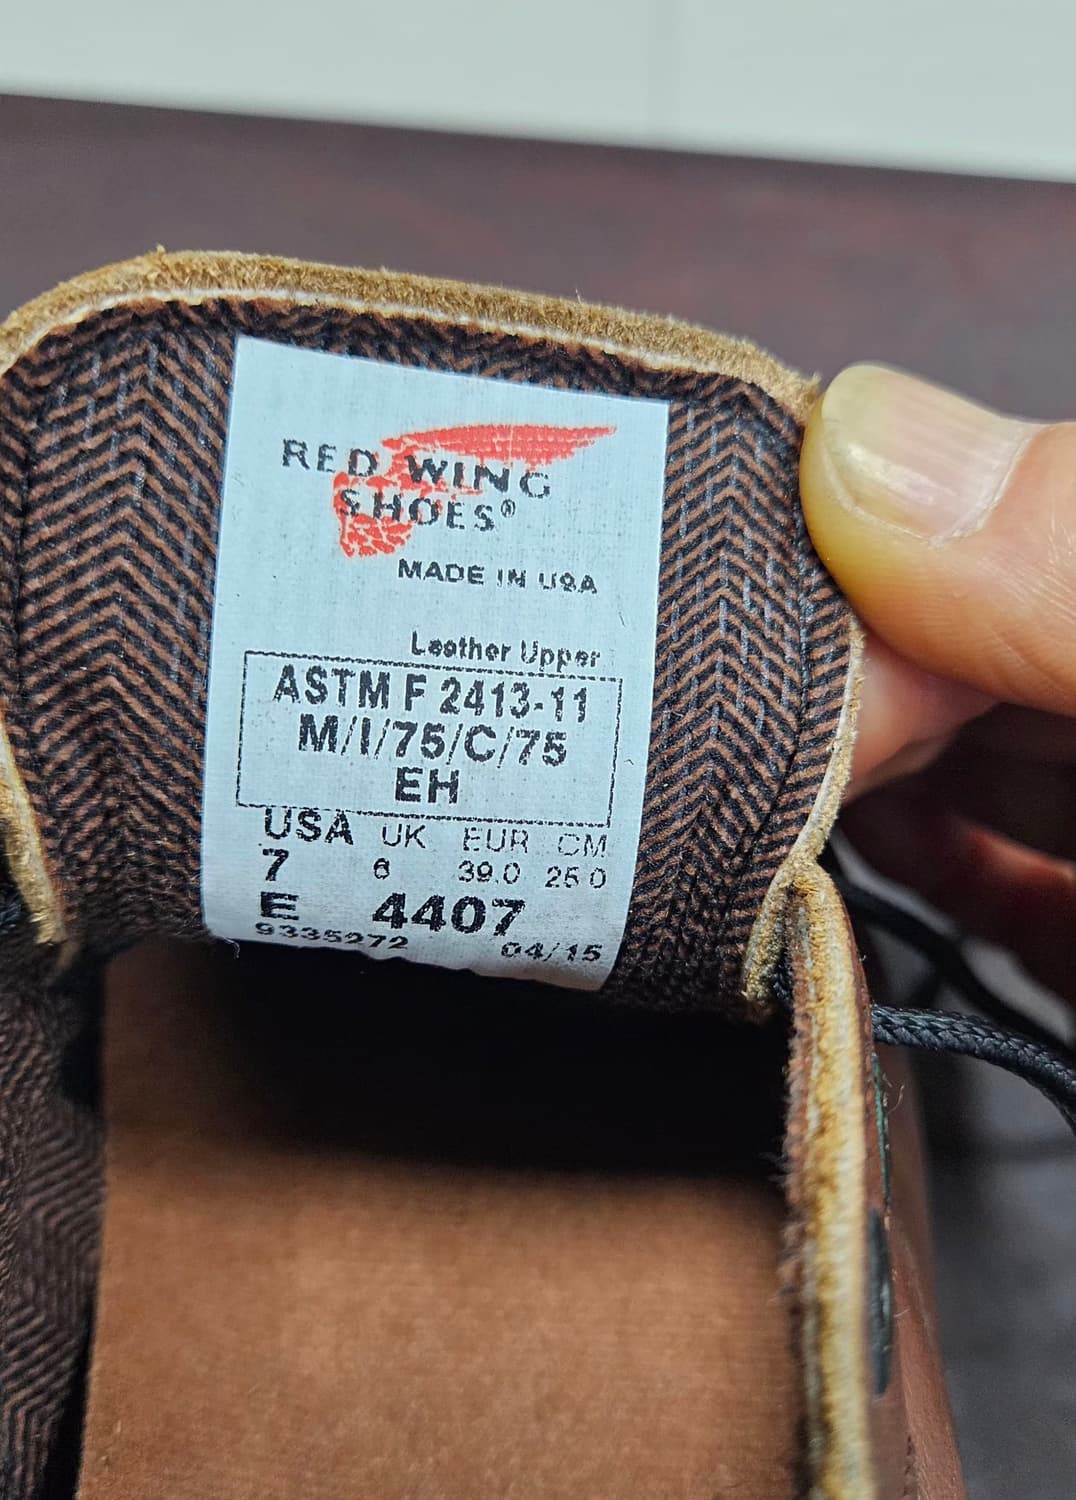 RED WING
SHOES®
MADE IN USA
Leather Upper
ASTM F 2413-11
M/I/75/C/75
EH
USA UK EUR CM
7 6 39.0 25.0
E 4407
9335272 04/15